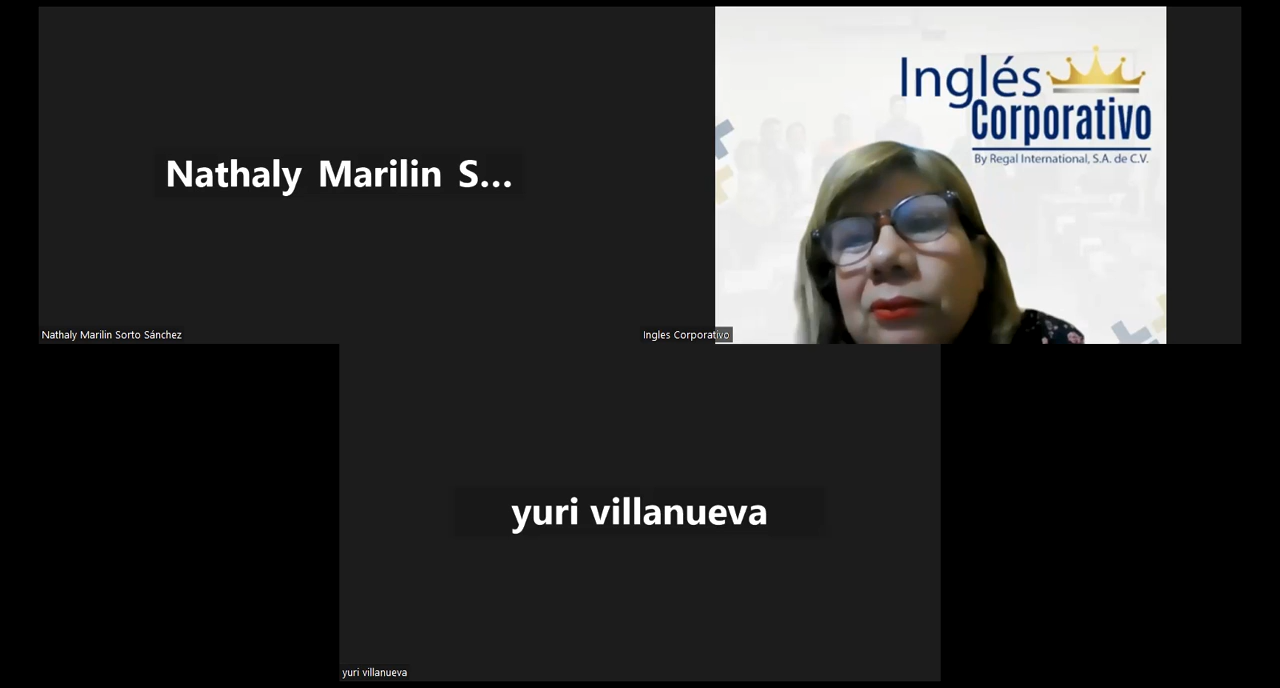 Nathaly Marilin S...
Nathaly Marilin Sorto Sánchez
Inglés
Corporativo
By Regal International, S.A. de C.V.
Ingles Corporativo
yuri villanueva
yuri villanueva